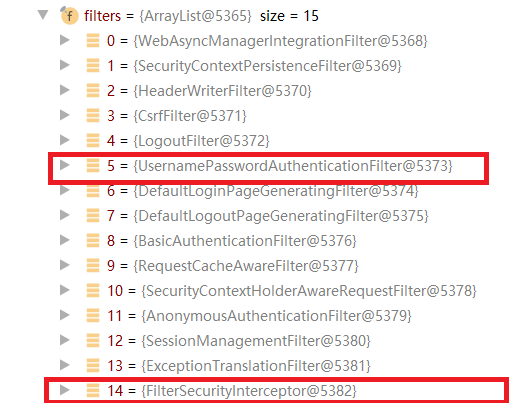 f filters = {ArrayList@5365} size = 15
0 = {WebAsyncManagerIntegrationFilter@5368}
1 = {SecurityContextPersistenceFilter@5369}
2 = {HeaderWriterFilter@5370}
3 = {CsrfFilter@5371}
4 = {LogoutFilter@5372}
5 = {UsernamePasswordAuthenticationFilter@5373}
6 = {DefaultLoginPageGeneratingFilter@5374}
7 = {DefaultLogoutPageGeneratingFilter@5375}
8 = {BasicAuthenticationFilter@5376}
9 = {RequestCacheAwareFilter@5377}
10 = {SecurityContextHolderAwareRequestFilter@5378}
11 = {AnonymousAuthenticationFilter@5379}
12 = {SessionManagementFilter@5380}
13 = {ExceptionTranslationFilter@5381}
14 = {FilterSecurityInterceptor@5382}